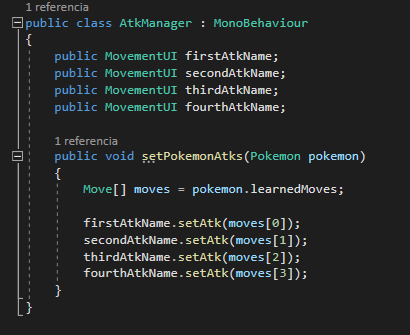 1 referencia
public class AtkManager : MonoBehaviour
{
public MovementUI firstAtkName;
public MovementUI secondAtkName;
public MovementUI thirdAtkName;
public MovementUI fourthAtkName;
1 referencia
public void setPokemonAtks(Pokemon pokemon)
{
Move[] moves = pokemon.learnedMoves;
firstAtkName.setAtk(moves[0]);
secondAtkName.setAtk(moves[1]);
thirdAtkName.setAtk(moves[2]);
fourthAtkName.setAtk(moves[3]);
}
}